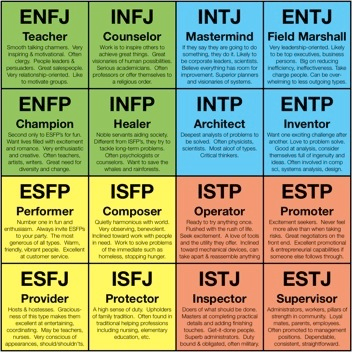 ENFJ
Teacher
Smooth talking charmers. Very
inspiring & motivational. Often
clergy. People leaders &
persuaders. Great salespeople.
Very relationship-oriented. Like
to motivate groups.
INFJ
Counselor
Work is to inspire others to
achieve great things. Great
visionaries of human possibilities.
Serious academicians. Often
professors or offer themselves to
a religious order.
INTJ
Mastermind
If they say they are going to do
something, they do it. Likely to
be corporate leaders, scientists.
Believe everything has room for
improvement. Superior planners
and visionaries of systems.
ENTJ
Field Marshall
Very leadership-oriented. Likely
to be top executives, business
persons. Big on reducing
inefficiency, ineffectiveness. Take
charge people. Can be over-
whelming to less outgoing types.
ENFP
Champion
Second only to ESFP's for fun.
Want lives filled with excitement
and romance. Very enthusiastic
and creative. Often teachers,
artists, writers. Great need for
diversity and change.
INFP
Healer
Noble servants aiding society.
Different from INFJ's, they try to
tackle long-term problems.
Often psychologists or
counselors. Want to save the
whales and rainforests.
INTP
Architect
Deepest analysts of problems to
be solved. Often physicists,
scientists. Most aloof of types.
Critical thinkers.
ENTP
Inventor
Want one exciting challenge after
another. Love to problem solve.
Good at analysis, consider
themselves full of ingenuity and
ideas. Often involved in comp
sci, systems analysis, design.
ESFP
Performer
Number one in fun and
enthusiasm. Always invite ESFPs
to your party. The most
generous of all types. Warm,
friendly, vibrant people. Excellent
at customer service.
ISFP
Composer
Quietly harmonious with world.
Very observing, benevolent.
Inclined toward work with people
in need. Work to solve problems
of the immediate such as
homeless, stopping hunger.
ISTP
Operator
Ready to try anything once.
Flushed with the rush of life.
Seek excitement. A love of tools
and the utility they offer. Inclined
toward mechanical devices, can
take apart & reassemble anything
ESTP
Promoter
Excitement seekers. Never feel
more alive than when taking
risks. Great negotiators on the
front end. Excellent promotional
& entrepreneurial capabilities if
someone else follows through.
ESFJ
Provider
Hosts & hostesses. Gracious-
ness of this type makes them
excellent at entertaining,
coordinating. May be teachers,
nurses. Very conscious of
appearances, should/shouldn'ts.
ISFJ
Protector
A high sense of duty. Upholders
of family tradition. Often found in
traditional helping professions
including nursing, elementary
education, etc.
ISTJ
Inspector
Doers of what should be done.
Masters at completing project
details and adding finishing
touches. Get-it-done people.
Superb administrators. Duty
bound & obligated, often military.
ESTJ
Supervisor
Administrators, workers, pillars of
strength in community. Loyal
mates, parents, employees.
Often promoted to management
positions. Dependable,
consistent, straightforward.